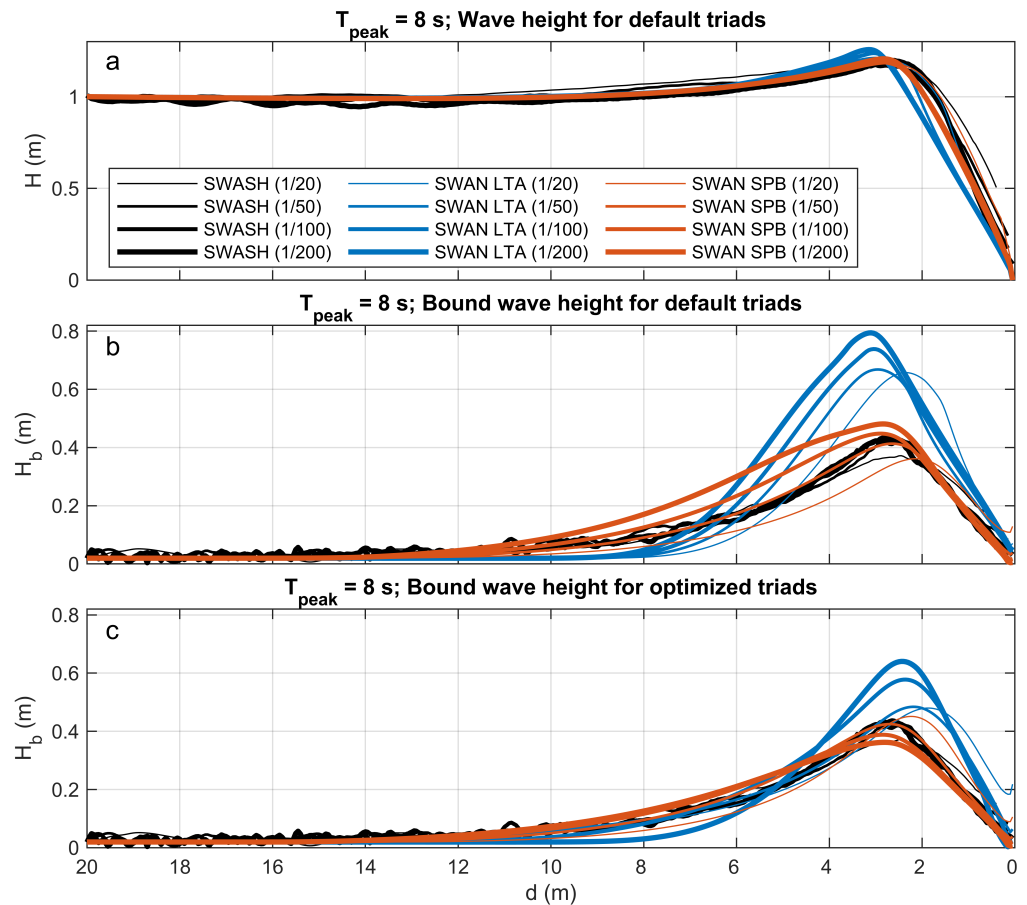 T_peak = 8 s; Wave height for default triads
a
1
0.5
0
H (m)
SWASH (1/20) SWAN LTA (1/20) SWAN SPB (1/20)
SWASH (1/50) SWAN LTA (1/50) SWAN SPB (1/50)
SWASH (1/100) SWAN LTA (1/100) SWAN SPB (1/100)
SWASH (1/200) SWAN LTA (1/200) SWAN SPB (1/200)
T_peak = 8 s; Bound wave height for default triads
b
0.8
0.6
0.4
0.2
0
H_b (m)
T_peak = 8 s; Bound wave height for optimized triads
c
0.8
0.6
0.4
0.2
0
H_b (m)
20 18 16 14 12 10 8 6 4 2 0
d (m)